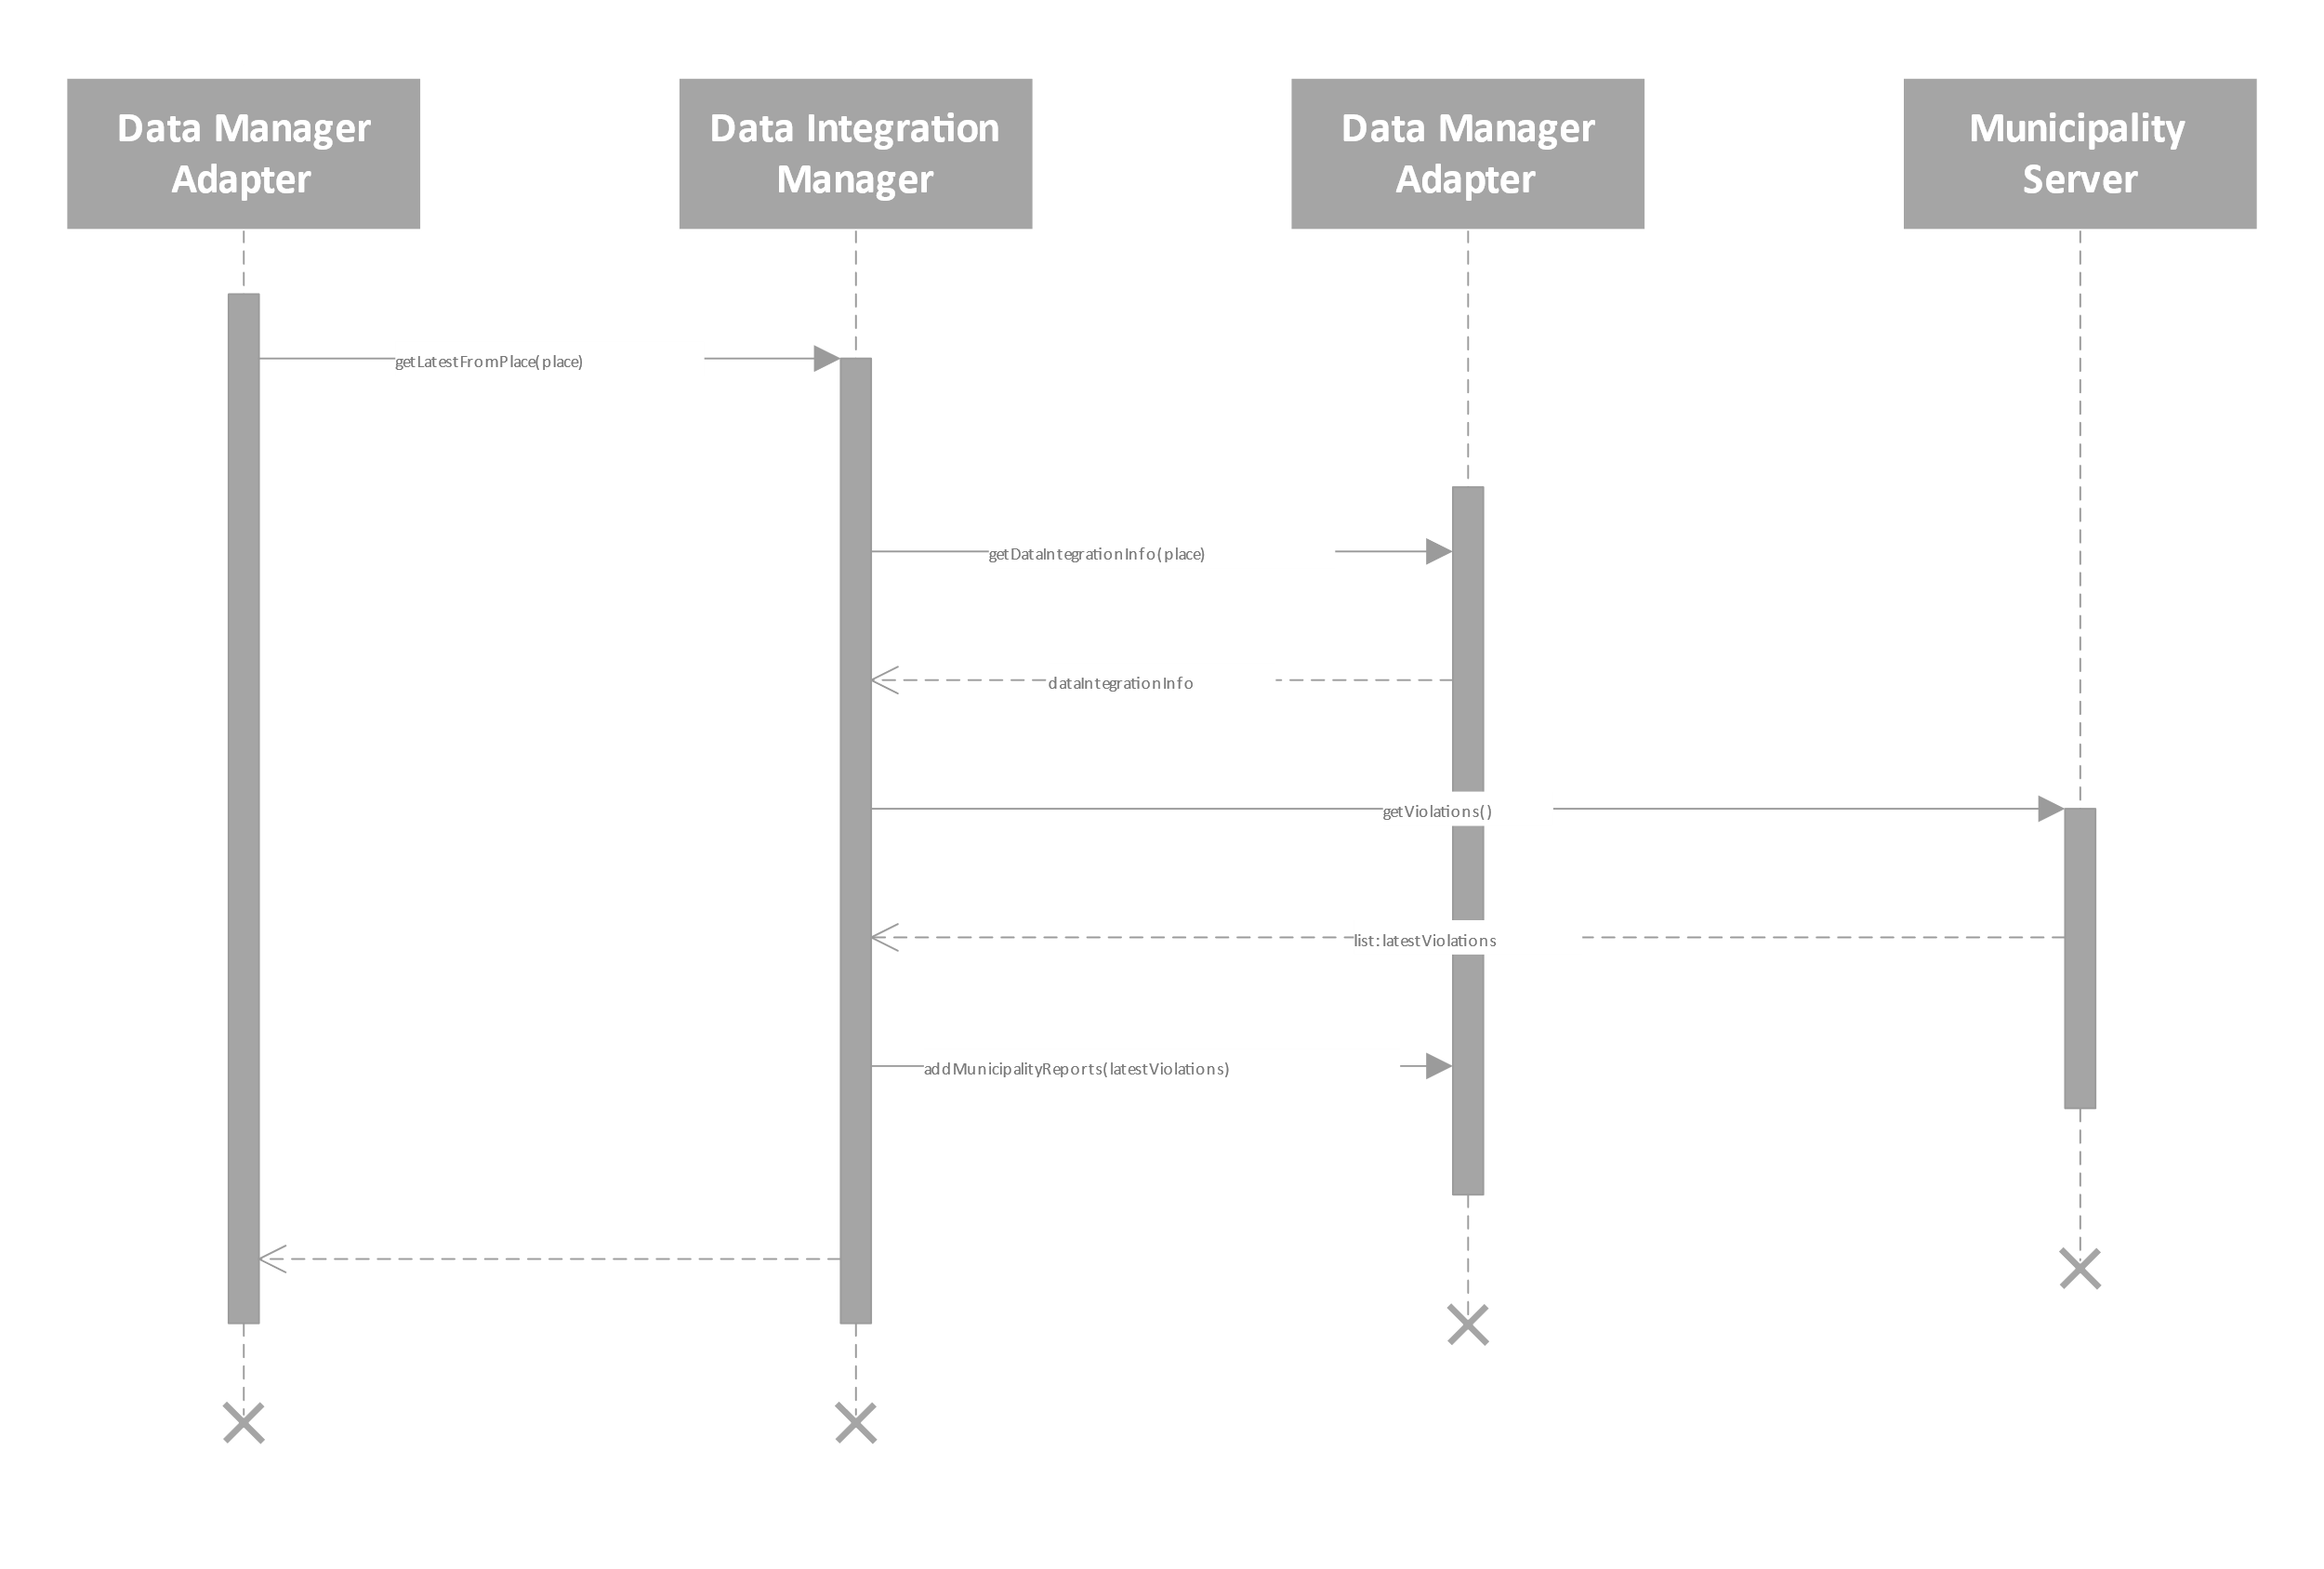 Data Manager
Adapter
Data Integration
Manager
Data Manager
Adapter
Municipality
Server
getLatestFromPlace(place)
getDataIntegrationInfo(place)
dataIntegrationInfo
getViolations()
list:latestViolations
addMunicipalityReports(latestViolations)